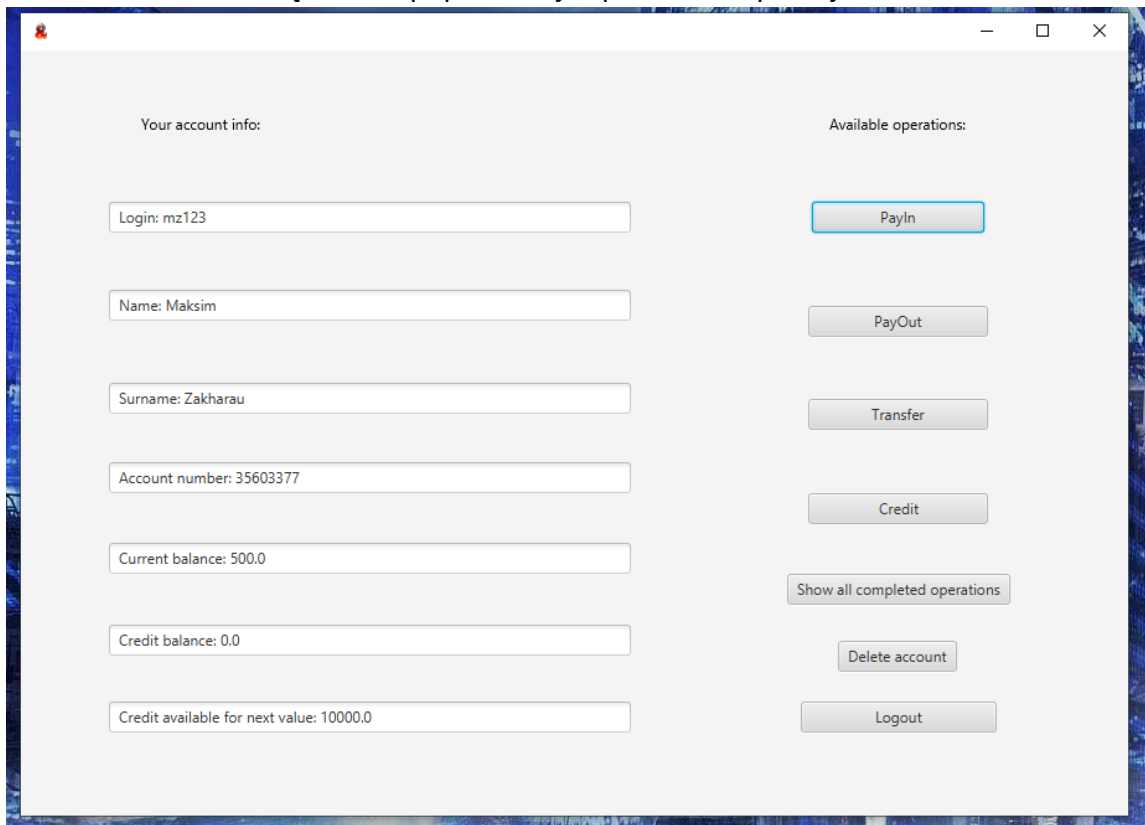 Your account info:
Available operations:
Login: mz123
PayIn
Name: Maksim
PayOut
Surname: Zakharau
Transfer
Account number: 35603377
Credit
Current balance: 500.0
Show all completed operations
Credit balance: 0.0
Delete account
Credit available for next value: 10000.0
Logout